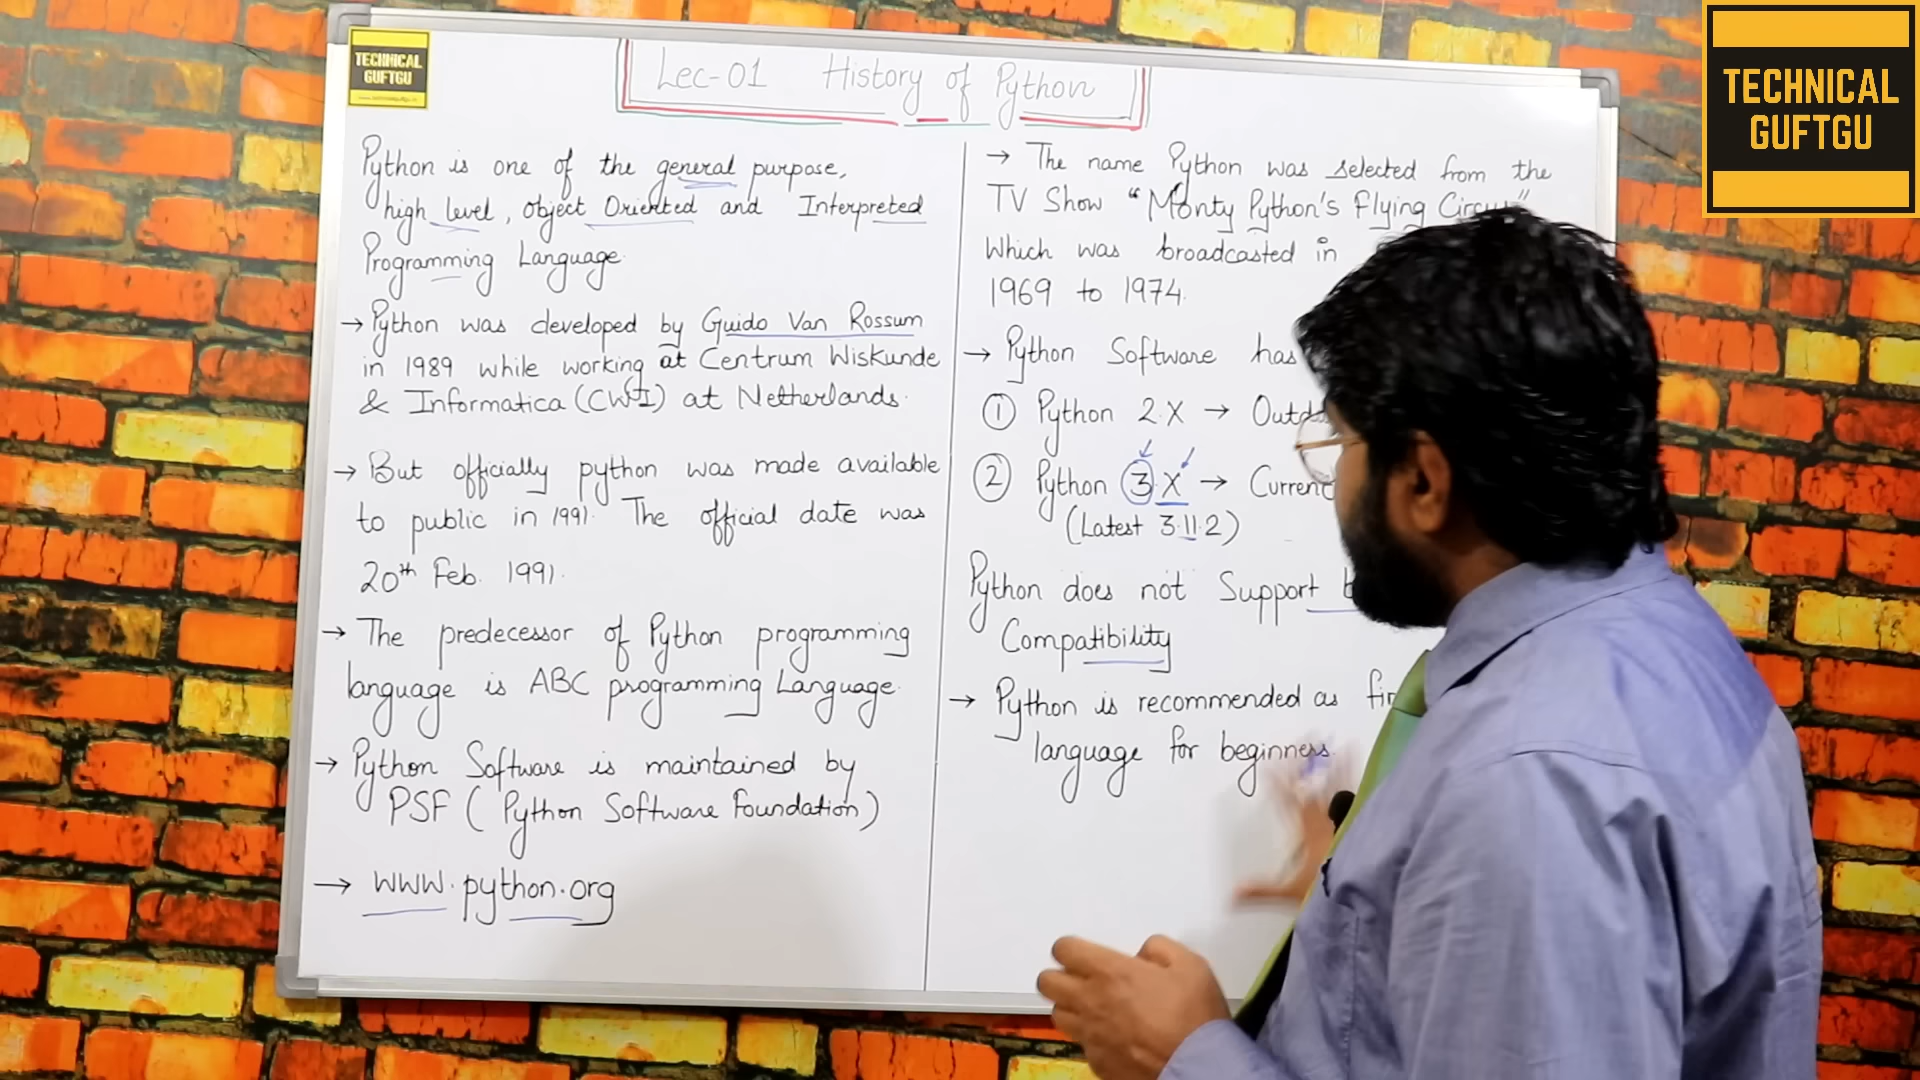 TECHNICAL
GUFTGU
TECHNICAL
GUFTGU
Lec-01 History of Python
Python is one of the general purpose,
high level, object Oriented and Interpreted
Programming Language
→ Python was developed by Guido Van Rossum
in 1989 while working at Centrum Wiskunde
& Informatica (CWI) at Netherlands.
→ But officially python was made available
to public in 1991. The official date was
20th Feb. 1991.
→ The predecessor of Python programming
language is ABC programming Language.
→ Python Software is maintained by
PSF (Python Software Foundation)
→ www.python.org
→ The name Python was selected from the
TV Show "Monty Python's Flying Circus"
Which was broadcasted in
1969 to 1974.
→ Python Software has
① Python 2.X →
② Python 3.X →
(Latest 3.11.2)
Python does not Support
Compatibility
→ Python is recommended as
language for beginners.